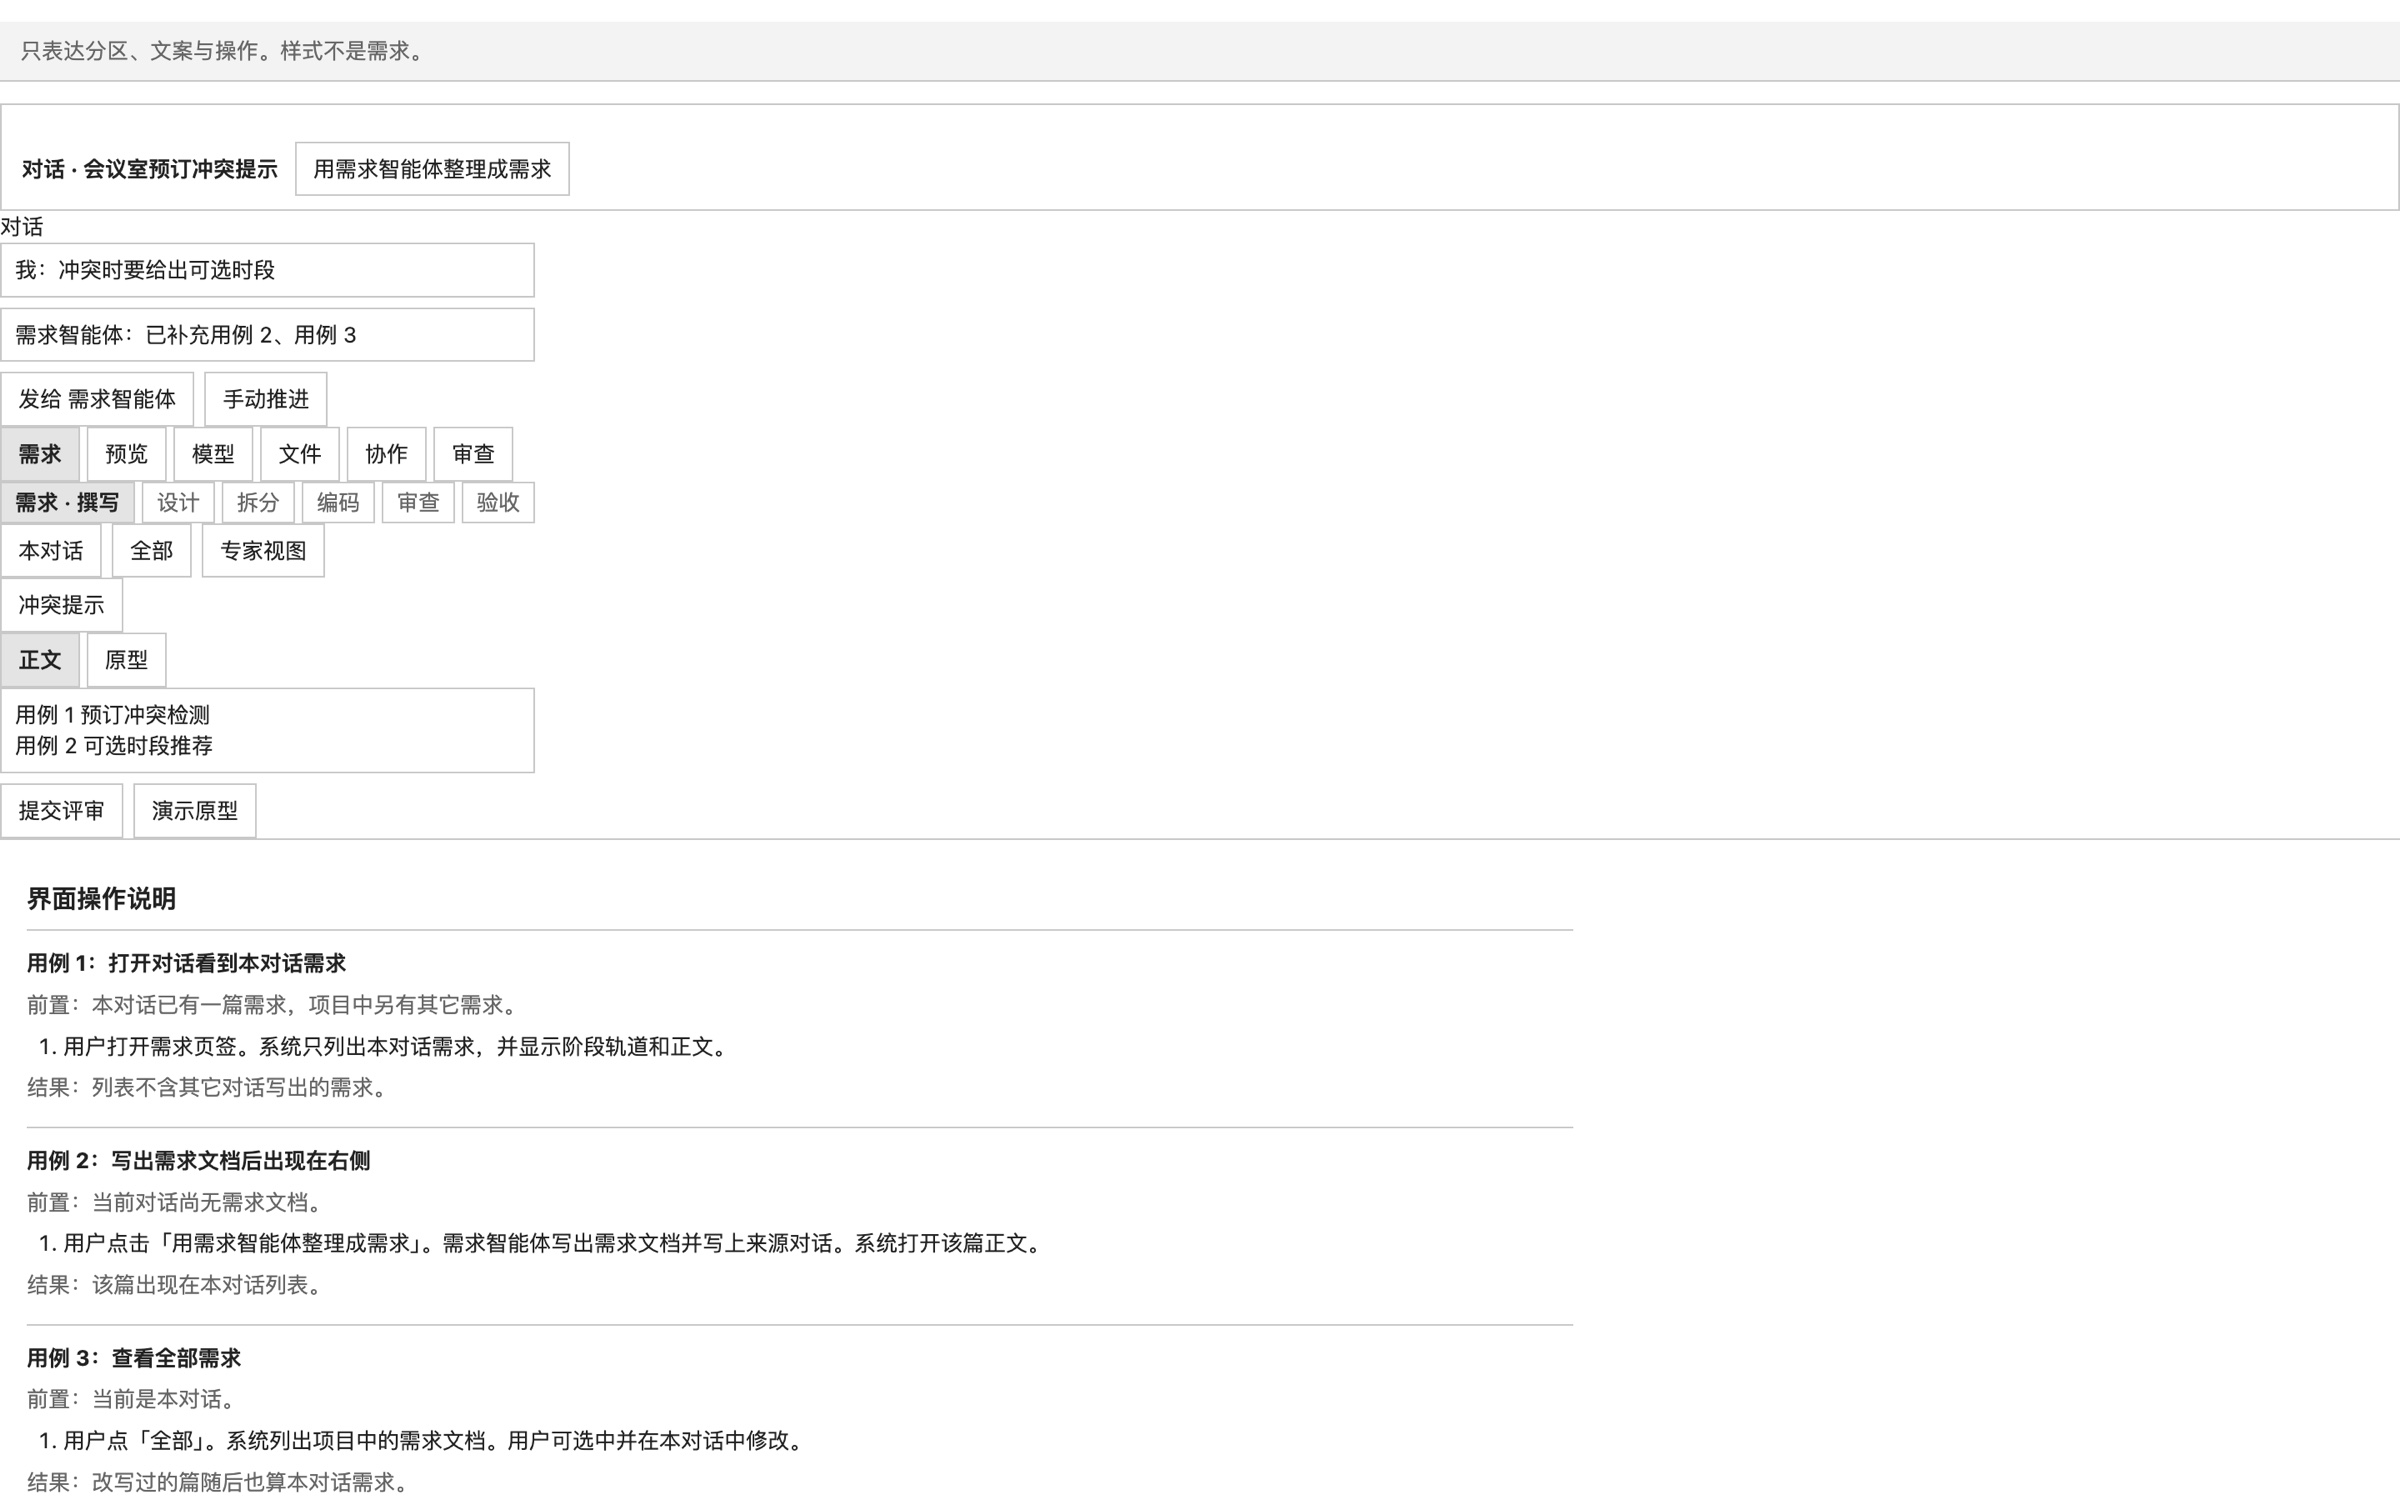 只表达分区、文案与操作。样式不是需求。
对话 · 会议室预订冲突提示 用需求智能体整理成需求
对话
我：冲突时要给出可选时段
需求智能体：已补充用例 2、用例 3
发给 需求智能体 手动推进
需求 预览 模型 文件 协作 审查
需求 · 撰写 设计 拆分 编码 审查 验收
本对话 全部 专家视图
冲突提示
正文 原型
用例 1 预订冲突检测
用例 2 可选时段推荐
提交评审 演示原型
界面操作说明
用例 1：打开对话看到本对话需求
前置：本对话已有一篇需求，项目中另有其它需求。
1. 用户打开需求页签。系统只列出本对话需求，并显示阶段轨道和正文。
结果：列表不含其它对话写出的需求。
用例 2：写出需求文档后出现在右侧
前置：当前对话尚无需求文档。
1. 用户点击「用需求智能体整理成需求」。需求智能体写出需求文档并写上来源对话。系统打开该篇正文。
结果：该篇出现在本对话列表。
用例 3：查看全部需求
前置：当前是本对话。
1. 用户点「全部」。系统列出项目中的需求文档。用户可选中并在本对话中修改。
结果：改写过的篇随后也算本对话需求。